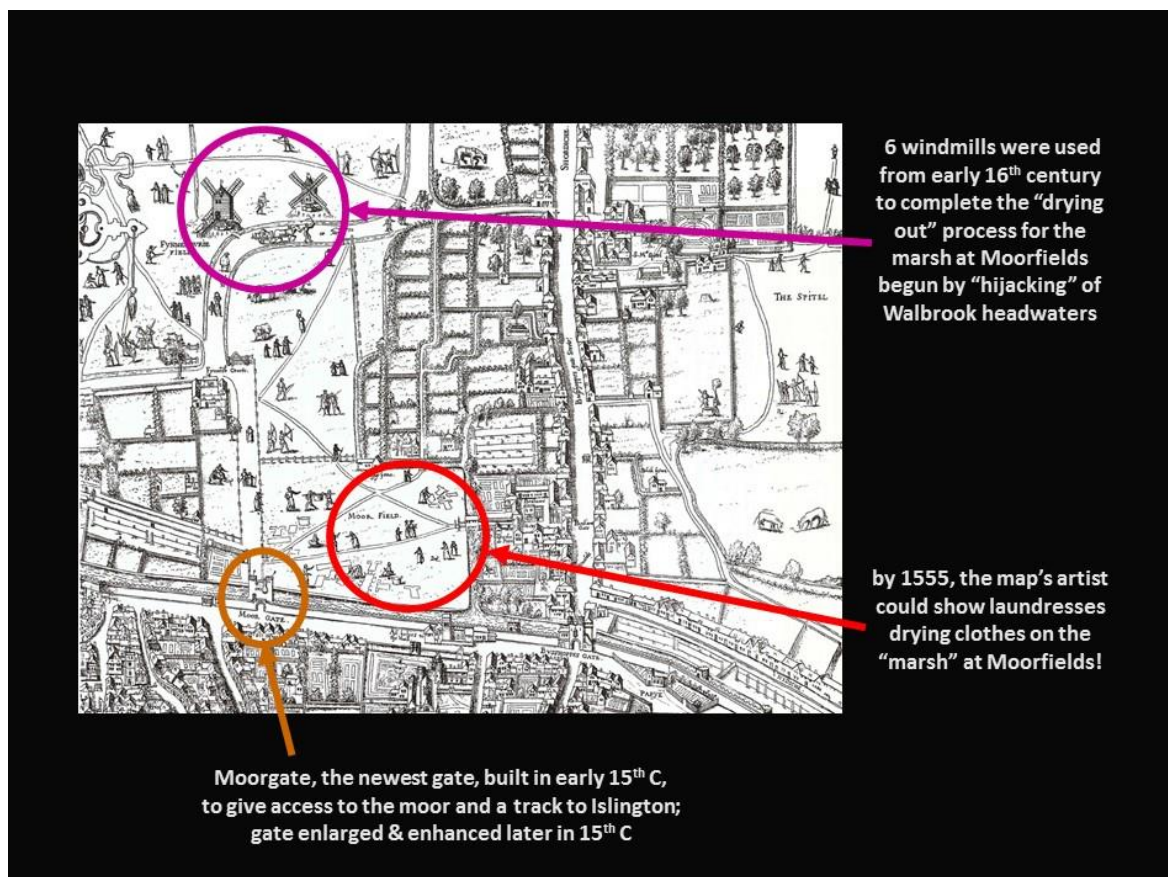 6 windmills were used
from early 16th century
to complete the “drying
out” process for the
marsh at Moorfields
begun by “hijacking” of
Walbrook headwaters
THE SPITEL
MOOR FIELD.
MOOR GATE.
PAPYE
by 1555, the map’s artist
could show laundresses
drying clothes on the
“marsh” at Moorfields!
Moorgate, the newest gate, built in early 15th C,
to give access to the moor and a track to Islington;
gate enlarged & enhanced later in 15th C